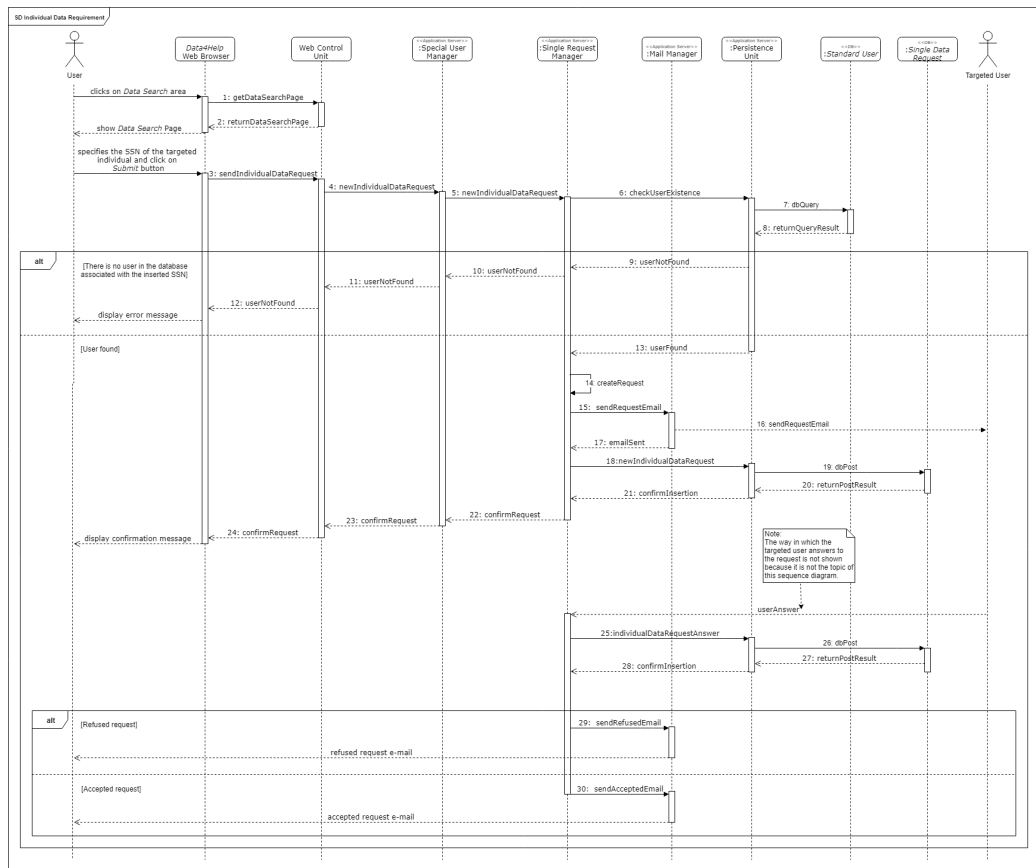 SD Individual Data Requirement
User
Data4Help
Web Browser
Web Control
Unit
<<Application Server>>
:Special User
Manager
<<Application Server>>
:Single Request
Manager
<<Application Server>>
:Mail Manager
<<Application Server>>
:Persistence
Unit
<<DB>>
:Standard User
<<DB>>
:Single Data
Request
Targeted User
clicks on Data Search area
1: getDataSearchPage
2: returnDataSearchPage
show Data Search Page
specifies the SSN of the targeted
individual and click on
Submit button
3: sendIndividualDataRequest
4: newIndividualDataRequest
5: newIndividualDataRequest
6: checkUserExistence
7: dbQuery
8: returnQueryResult
alt
[There is no user in the database
associated with the inserted SSN]
9: userNotFound
10: userNotFound
11: userNotFound
12: userNotFound
display error message
[User found]
13: userFound
14: createRequest
15: sendRequestEmail
16: sendRequestEmail
17: emailSent
18:newIndividualDataRequest
19: dbPost
20: returnPostResult
21: confirmInsertion
22: confirmRequest
23: confirmRequest
24: confirmRequest
display confirmation message
Note:
The way in which the
targeted user answers to
the request is not shown
because it is not the topic of
this sequence diagram.
userAnswer
25:individualDataRequestAnswer
26: dbPost
27: returnPostResult
28: confirmInsertion
alt
[Refused request]
29: sendRefusedEmail
refused request e-mail
[Accepted request]
30: sendAcceptedEmail
accepted request e-mail